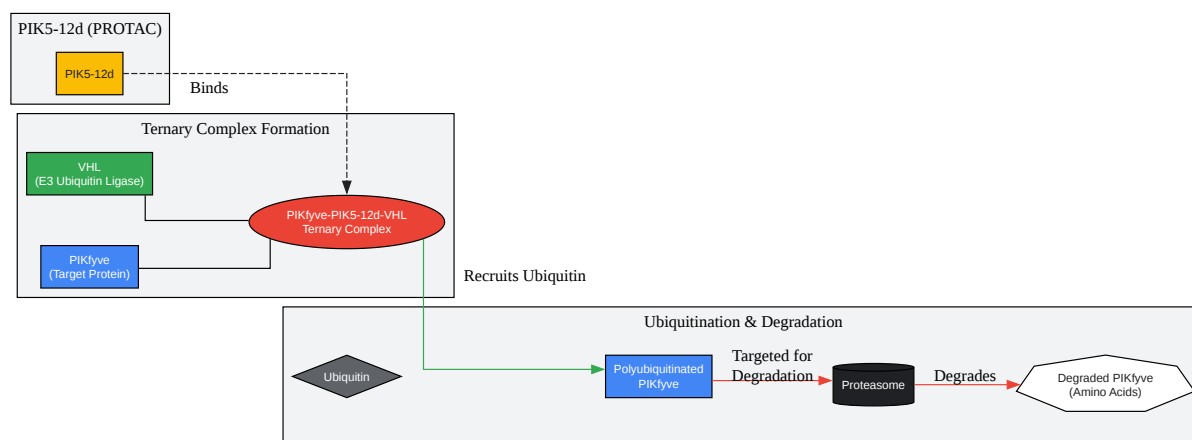 PIK5-12d (PROTAC)
PIK5-12d
Binds
Ternary Complex Formation
VHL
(E3 Ubiquitin Ligase)
PIKfyve-PIK5-12d-VHL
Ternary Complex
PIKfyve
(Target Protein)
Recruits Ubiquitin
Ubiquitination & Degradation
Ubiquitin
Polyubiquitinated
PIKfyve
Targeted for
Degradation
Proteasome
Degrades
Degraded PIKfyve
(Amino Acids)